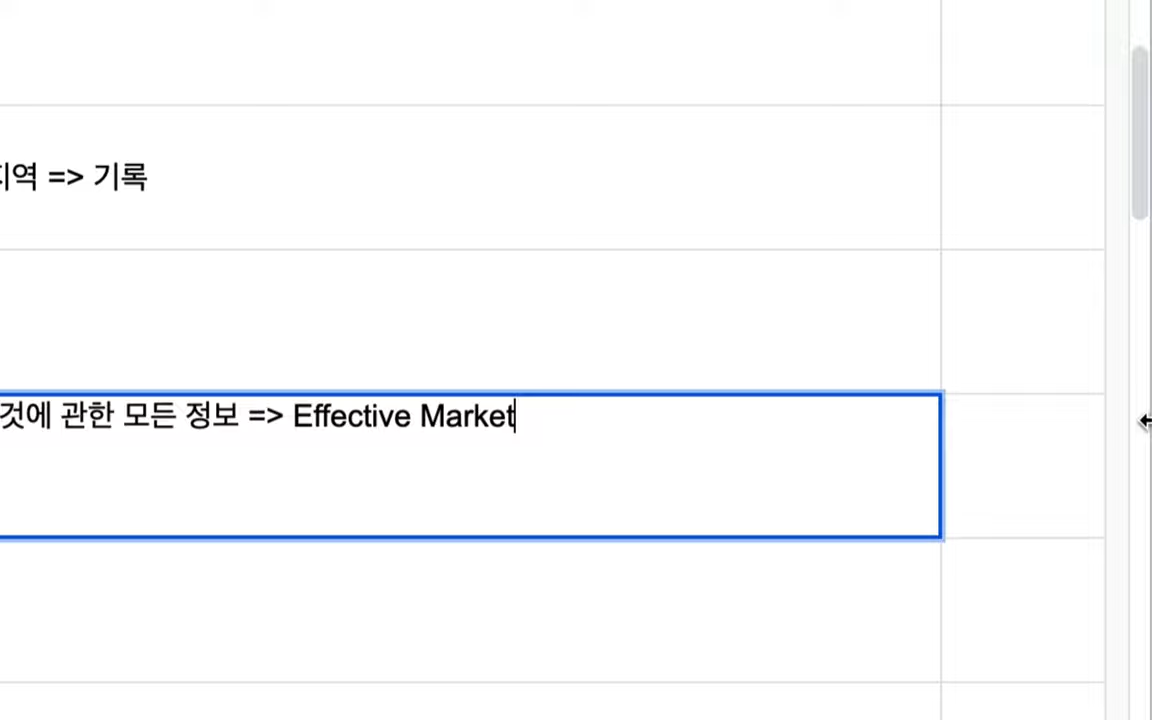 지역 => 기록
것에 관한 모든 정보 => Effective Market